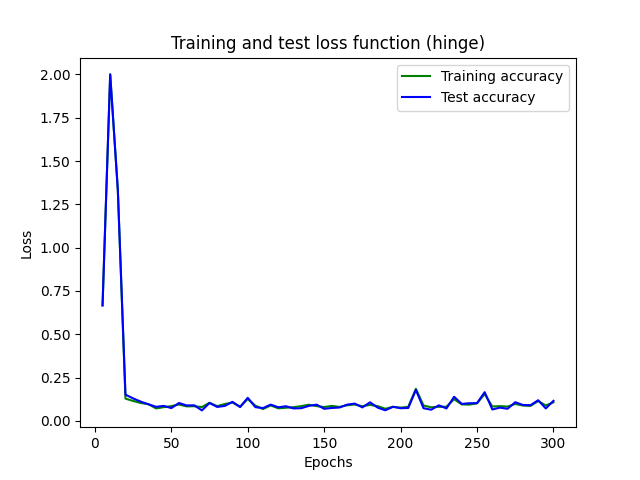 Training and test loss function (hinge)
Training accuracy
Test accuracy
2.00
1.75
1.50
1.25
1.00
0.75
0.50
0.25
0.00
Loss
0 50 100 150 200 250 300
Epochs